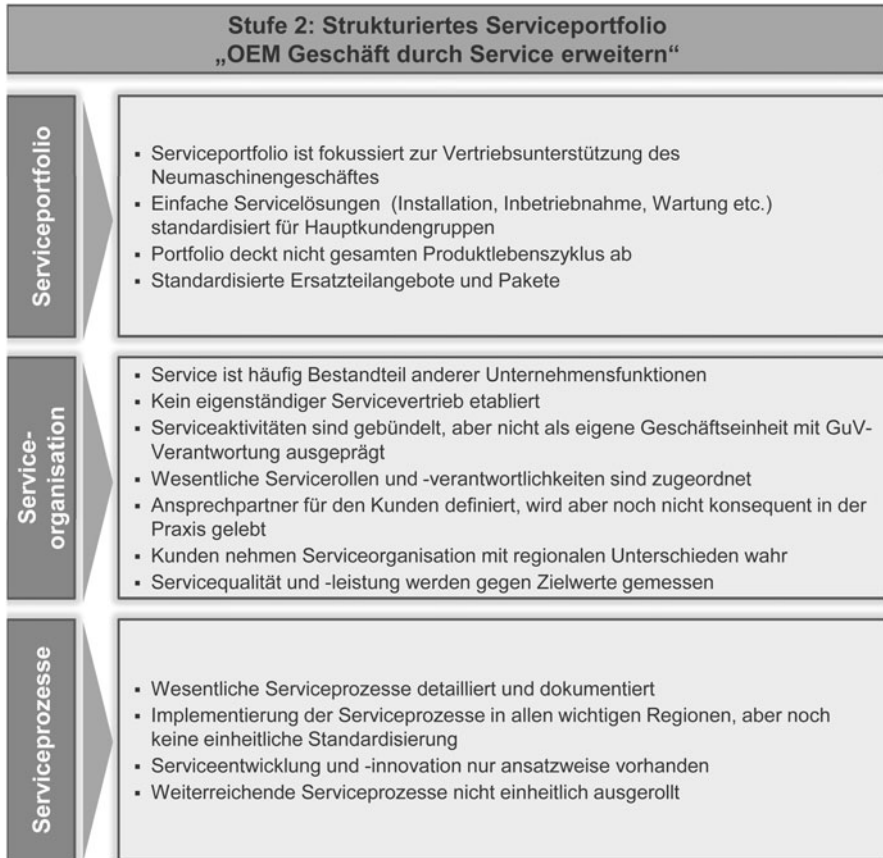 Stufe 2: Strukturiertes Serviceportfolio
„OEM Geschäft durch Service erweitern“
Serviceportfolio
▪ Serviceportfolio ist fokussiert zur Vertriebsunterstützung des
Neumaschinengeschäftes
▪ Einfache Servicelösungen (Installation, Inbetriebnahme, Wartung etc.)
standardisiert für Hauptkundengruppen
▪ Portfolio deckt nicht gesamten Produktlebenszyklus ab
▪ Standardisierte Ersatzteilangebote und Pakete
Service-
organisation
▪ Service ist häufig Bestandteil anderer Unternehmensfunktionen
▪ Kein eigenständiger Servicevertrieb etabliert
▪ Serviceaktivitäten sind gebündelt, aber nicht als eigene Geschäftseinheit mit GuV-
Verantwortung ausgeprägt
▪ Wesentliche Servicerollen und -verantwortlichkeiten sind zugeordnet
▪ Ansprechpartner für den Kunden definiert, wird aber noch nicht konsequent in der
Praxis gelebt
▪ Kunden nehmen Serviceorganisation mit regionalen Unterschieden wahr
▪ Servicequalität und -leistung werden gegen Zielwerte gemessen
Serviceprozesse
▪ Wesentliche Serviceprozesse detailliert und dokumentiert
▪ Implementierung der Serviceprozesse in allen wichtigen Regionen, aber noch
keine einheitliche Standardisierung
▪ Serviceentwicklung und -innovation nur ansatzweise vorhanden
▪ Weiterreichende Serviceprozesse nicht einheitlich ausgerollt